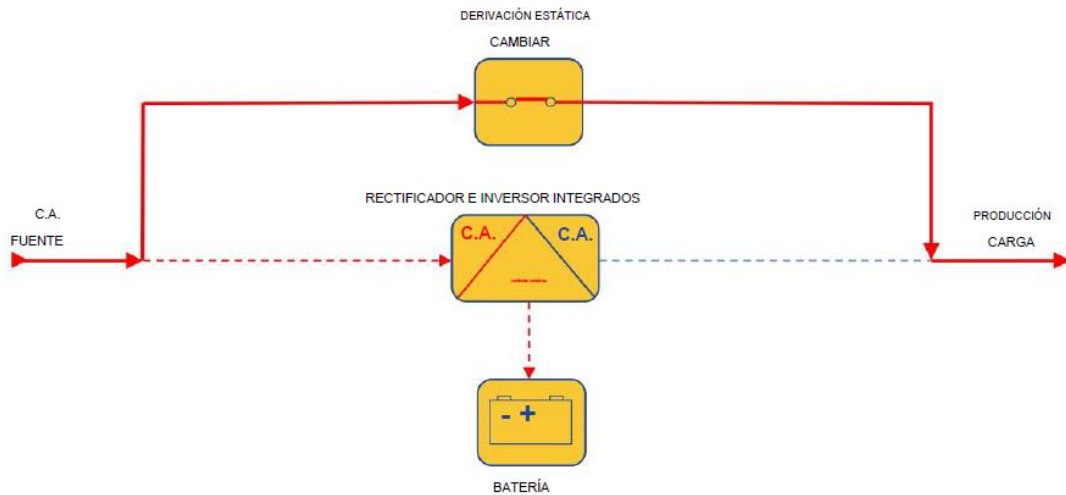 DERIVACIÓN ESTÁTICA
CAMBIAR
RECTIFICADOR E INVERSOR INTEGRADOS
C.A.
FUENTE
C.A.
C.A.
PRODUCCIÓN
CARGA
- +
BATERÍA